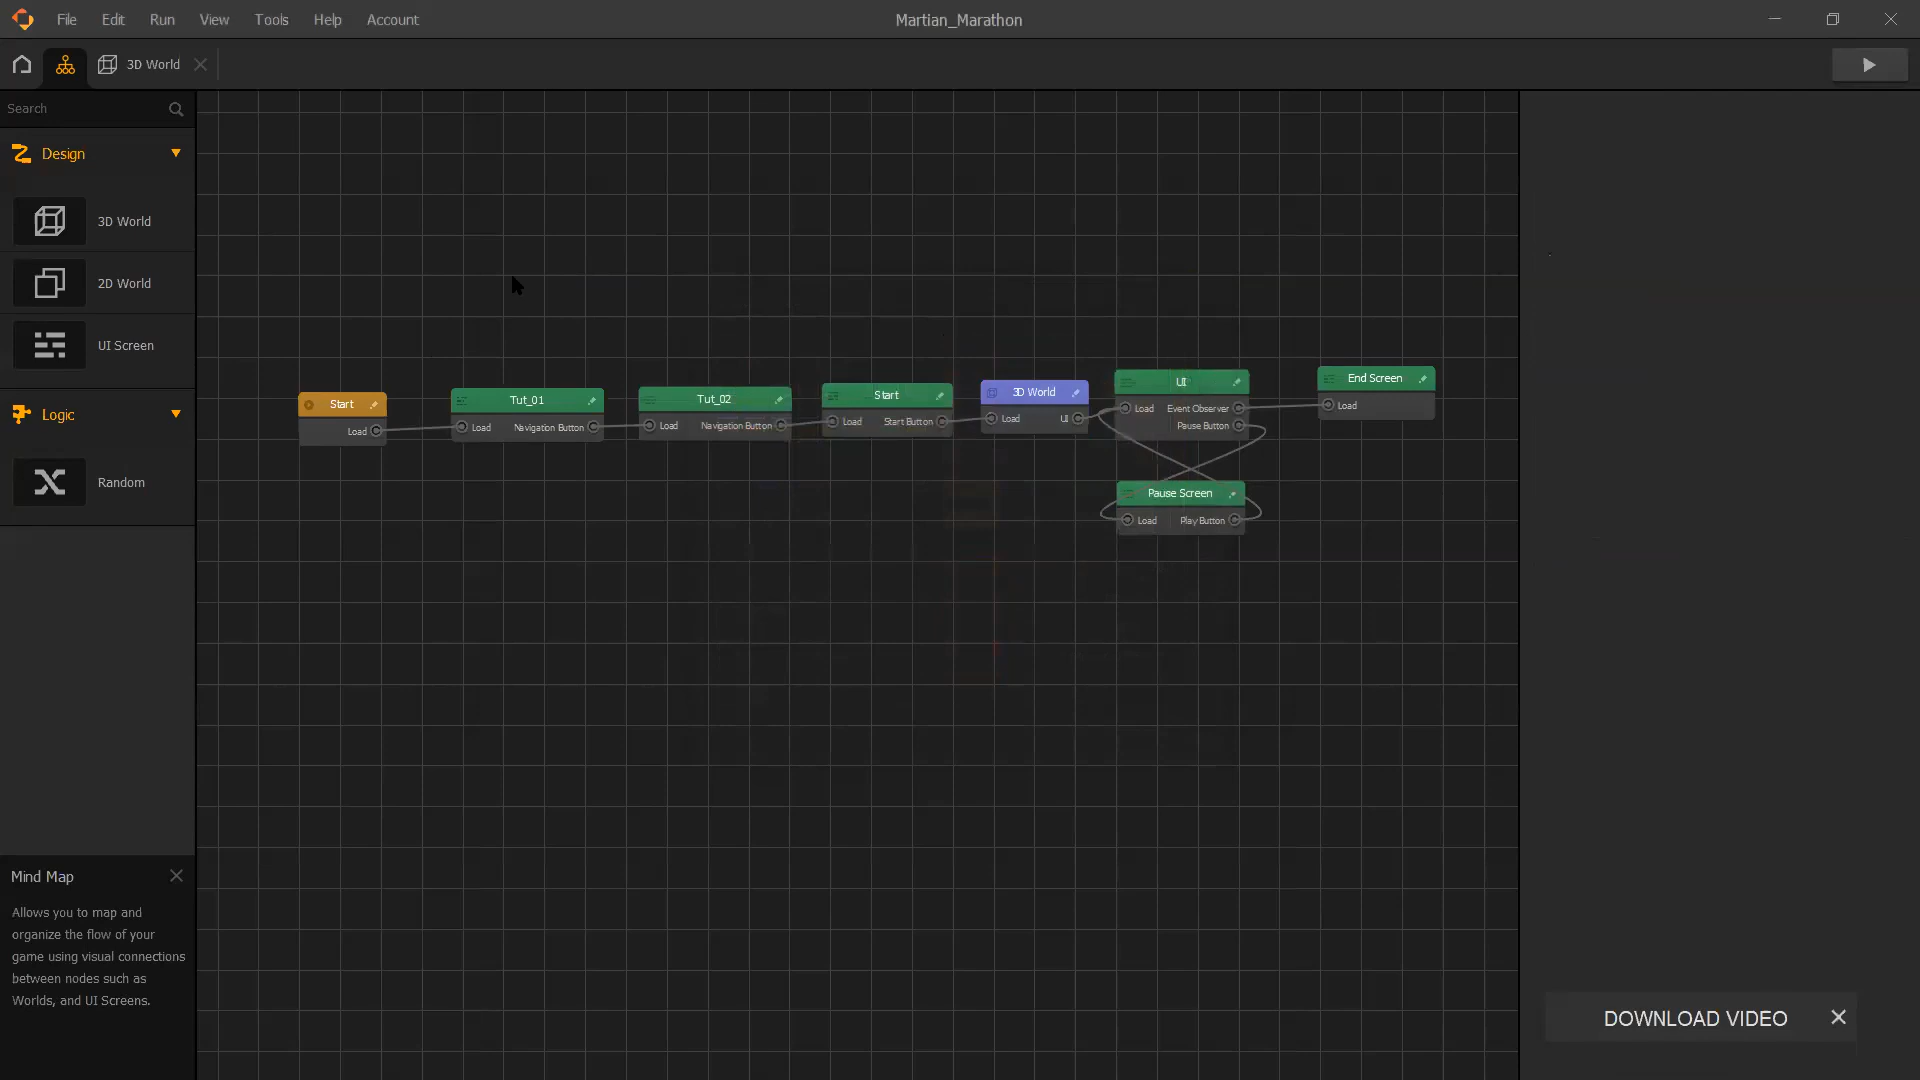 File Edit Run View Tools Help Account Martian_Marathon
3D World
Search
Design
3D World
2D World
UI Screen
Logic
Random
Start
Load
Tut_01
Load Navigation Button
Tut_02
Load Navigation Button
Start
Load Start Button
3D World
Load UI
UI
Load Event Observer
Pause Button
End Screen
Load
Pause Screen
Load Play Button
Mind Map
Allows you to map and
organize the flow of your
game using visual connections
between nodes such as
Worlds, and UI Screens.
DOWNLOAD VIDEO